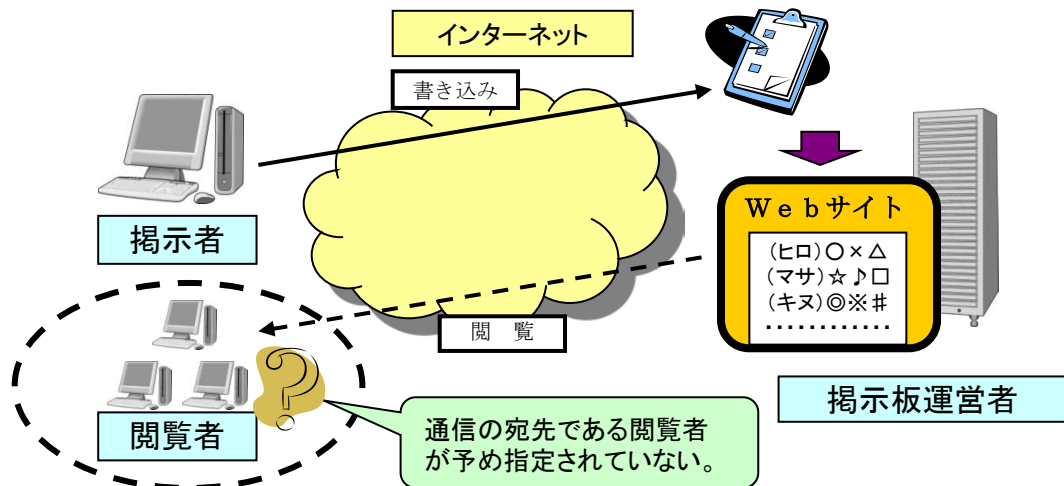 インターネット
書き込み
掲示者
Ｗｅｂサイト
(ヒロ)○×△
(マサ)☆♪□
(キヌ)◎※♯
‥‥‥‥‥‥
閲　覧
閲覧者
通信の宛先である閲覧者
が予め指定されていない。
掲示板運営者